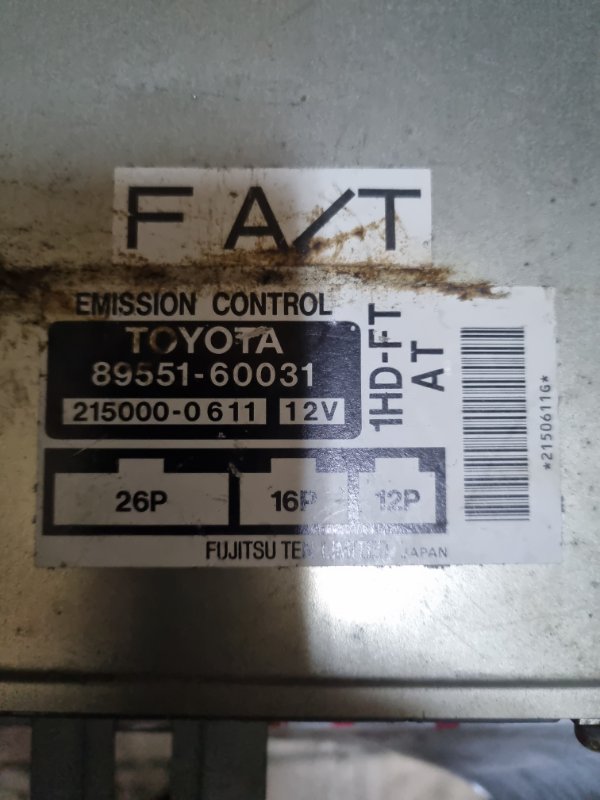 F A/T
EMISSION CONTROL
TOYOTA
89551-60031
215000-0611 12V
1HD-FT
AT
26P 16P 12P
FUJITSU TEN LIMITED JAPAN
*2150611G*